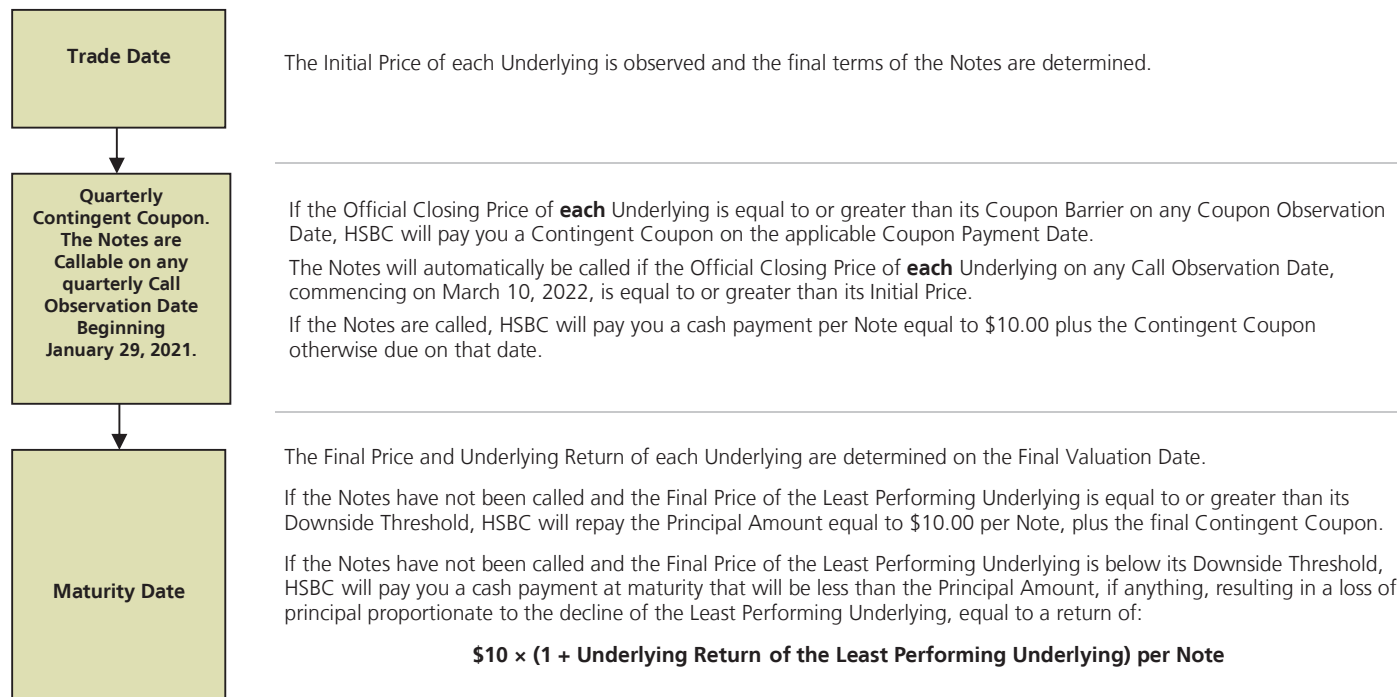 Trade Date
The Initial Price of each Underlying is observed and the final terms of the Notes are determined.
Quarterly
Contingent Coupon.
The Notes are
Callable on any
quarterly Call
Observation Date
Beginning
January 29, 2021.
If the Official Closing Price of each Underlying is equal to or greater than its Coupon Barrier on any Coupon Observation
Date, HSBC will pay you a Contingent Coupon on the applicable Coupon Payment Date.
The Notes will automatically be called if the Official Closing Price of each Underlying on any Call Observation Date,
commencing on March 10, 2022, is equal to or greater than its Initial Price.
If the Notes are called, HSBC will pay you a cash payment per Note equal to $10.00 plus the Contingent Coupon
otherwise due on that date.
Maturity Date
The Final Price and Underlying Return of each Underlying are determined on the Final Valuation Date.
If the Notes have not been called and the Final Price of the Least Performing Underlying is equal to or greater than its
Downside Threshold, HSBC will repay the Principal Amount equal to $10.00 per Note, plus the final Contingent Coupon.
If the Notes have not been called and the Final Price of the Least Performing Underlying is below its Downside Threshold,
HSBC will pay you a cash payment at maturity that will be less than the Principal Amount, if anything, resulting in a loss of
principal proportionate to the decline of the Least Performing Underlying, equal to a return of:
$10 × (1 + Underlying Return of the Least Performing Underlying) per Note